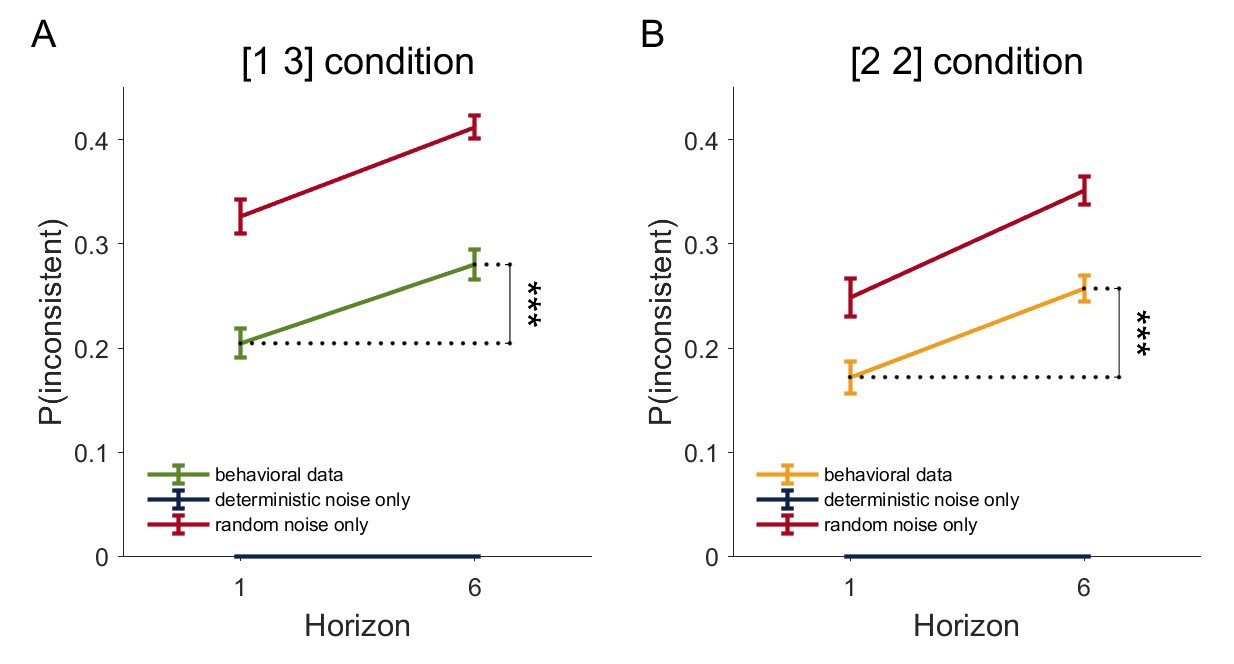 A
[1 3] condition
P(inconsistent)
0.4
0.3
0.2
0.1
0
***
behavioral data
deterministic noise only
random noise only
1
6
Horizon
B
[2 2] condition
P(inconsistent)
0.4
0.3
0.2
0.1
0
***
behavioral data
deterministic noise only
random noise only
1
6
Horizon